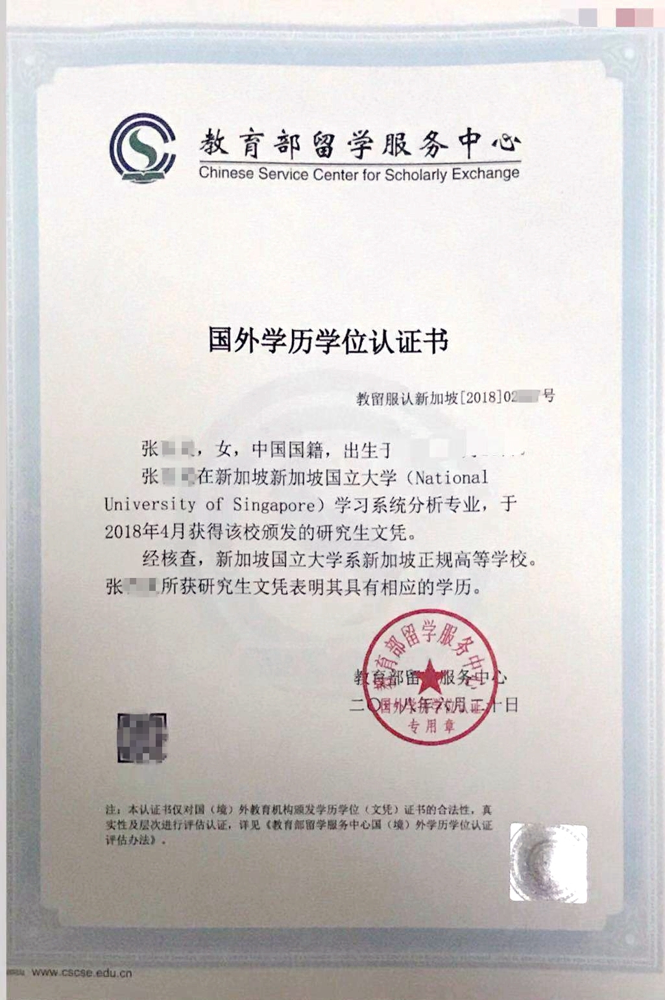 教育部留学服务中心
Chinese Service Center for Scholarly Exchange
国外学历学位认证书
教留服认新加坡[2018]02 号
张 ，女，中国国籍，出生于
张 在新加坡新加坡国立大学（National
University of Singapore）学习系统分析专业，于
2018年4月获得该校颁发的研究生文凭。
经核查，新加坡国立大学系新加坡正规高等学校。
张 所获研究生文凭表明其具有相应的学历。
教育部留学服务中心
二〇一八年六月二十日
教育部留学服务中心
国外学历学位认证
专用章
注：本认证书仅对国（境）外教育机构颁发学历学位（文凭）证书的合法性，真
实性及层次进行评估认证，详见《教育部留学服务中心国（境）外学历学位认证
评估办法》。
www.cscse.edu.cn